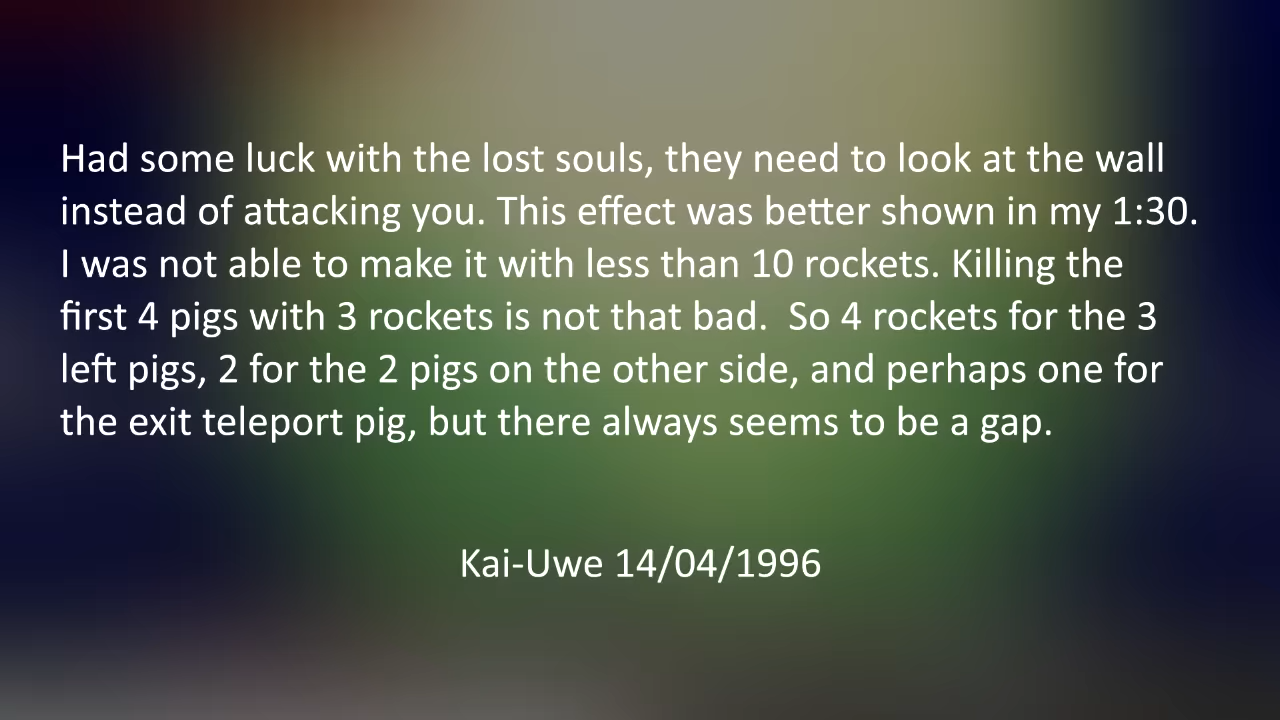 Had some luck with the lost souls, they need to look at the wall
instead of attacking you. This effect was better shown in my 1:30.
I was not able to make it with less than 10 rockets. Killing the
first 4 pigs with 3 rockets is not that bad.  So 4 rockets for the 3
left pigs, 2 for the 2 pigs on the other side, and perhaps one for
the exit teleport pig, but there always seems to be a gap.
Kai-Uwe 14/04/1996